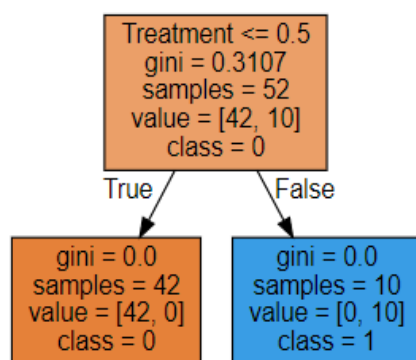 Treatment <= 0.5
gini = 0.3107
samples = 52
value = [42, 10]
class = 0
True
False
gini = 0.0
samples = 42
value = [42, 0]
class = 0
gini = 0.0
samples = 10
value = [0, 10]
class = 1